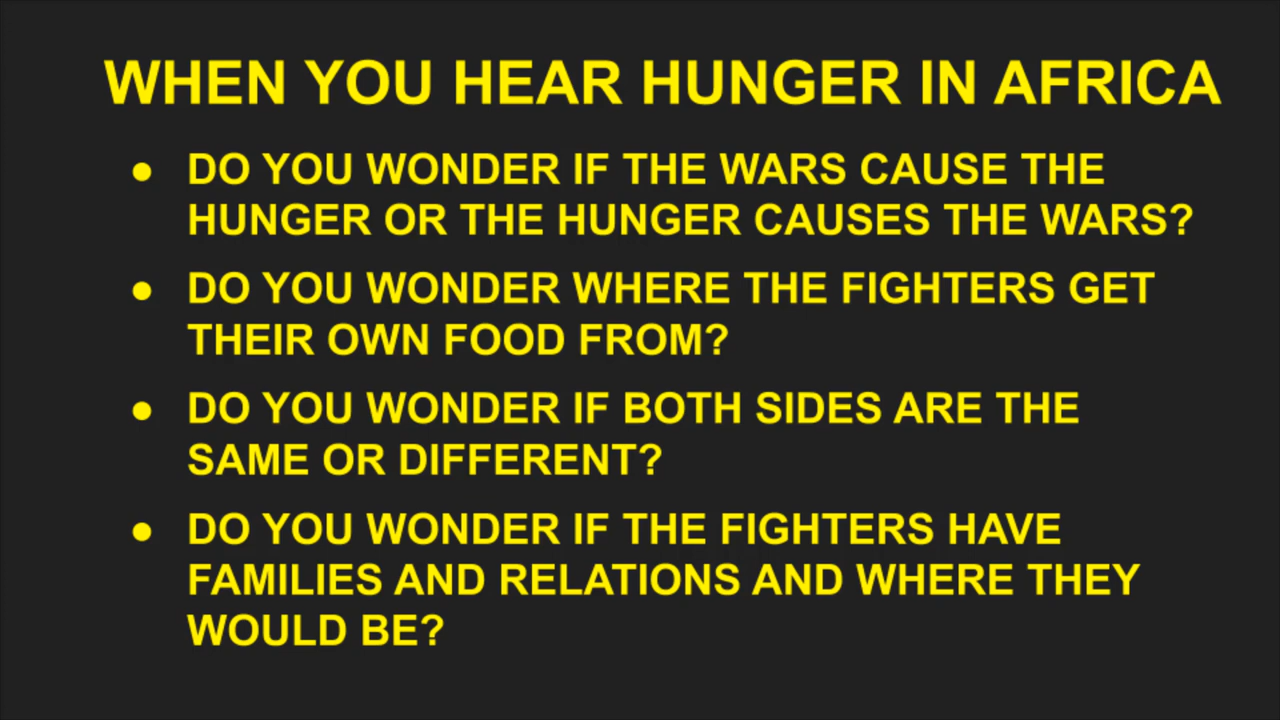 WHEN YOU HEAR HUNGER IN AFRICA
● DO YOU WONDER IF THE WARS CAUSE THE
HUNGER OR THE HUNGER CAUSES THE WARS?
● DO YOU WONDER WHERE THE FIGHTERS GET
THEIR OWN FOOD FROM?
● DO YOU WONDER IF BOTH SIDES ARE THE
SAME OR DIFFERENT?
● DO YOU WONDER IF THE FIGHTERS HAVE
FAMILIES AND RELATIONS AND WHERE THEY
WOULD BE?